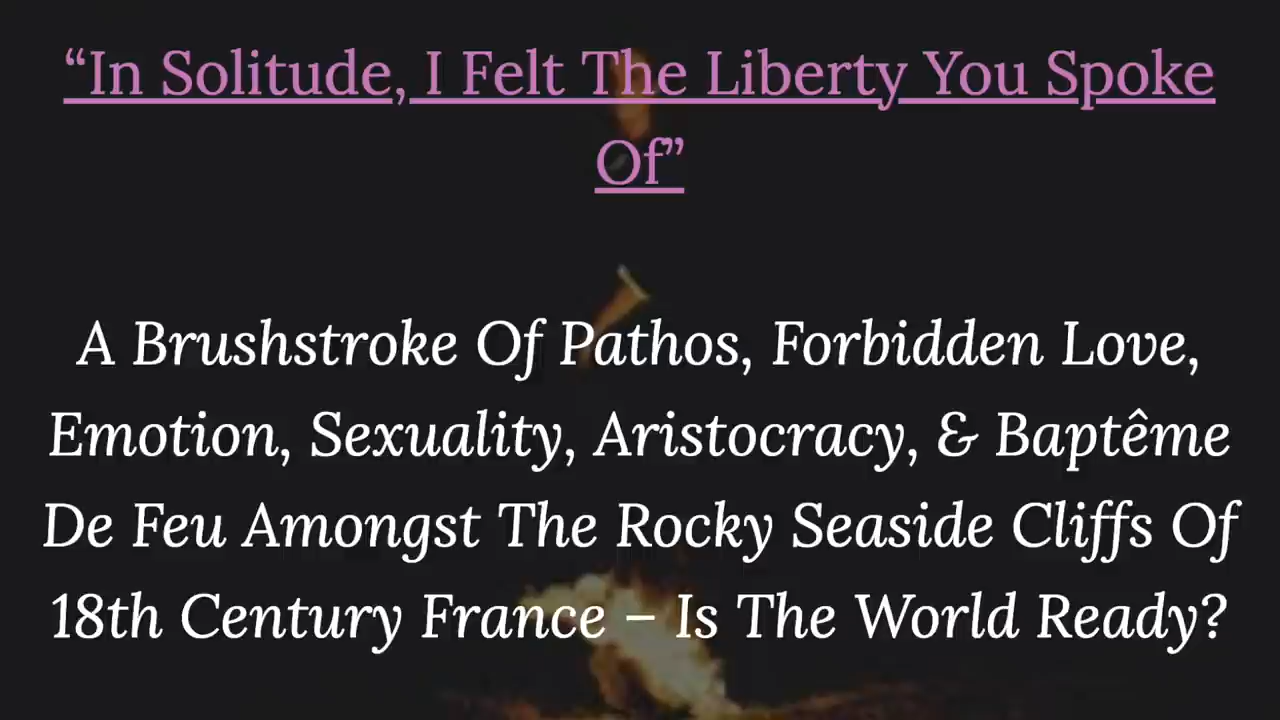 “In Solitude, I Felt The Liberty You Spoke
Of”
A Brushstroke Of Pathos, Forbidden Love,
Emotion, Sexuality, Aristocracy, & Baptême
De Feu Amongst The Rocky Seaside Cliffs Of
18th Century France – Is The World Ready?